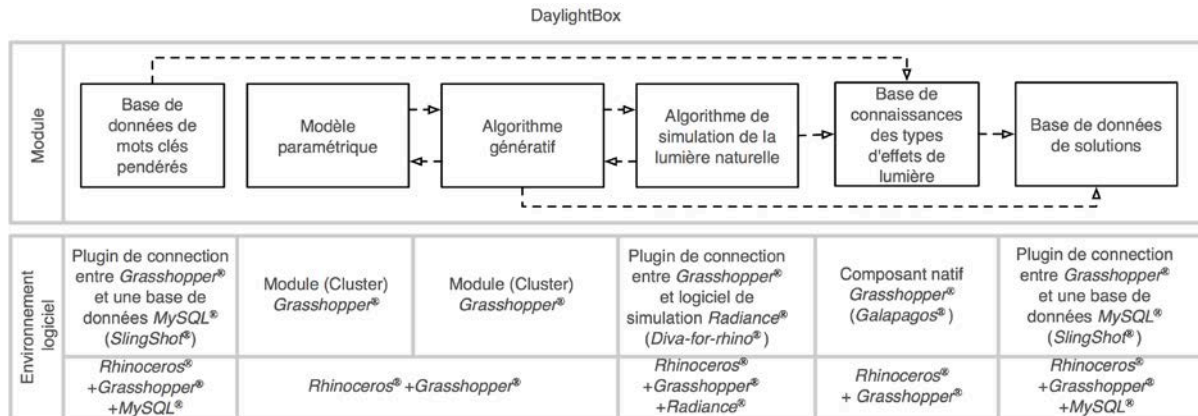 DaylightBox
Module
Base de
données de
mots clés
pendérés
Modèle
paramétrique
Algorithme
génératif
Algorithme de
simulation de la
lumière naturelle
Base de
connaissances
des types
d'effets de
lumière
Base de données
de solutions
Environnement
logiciel
Plugin de connection
entre Grasshopper®
et une base de
données MySQL®
(SlingShot®)
Module (Cluster)
Grasshopper®
Module (Cluster)
Grasshopper®
Plugin de connection
entre Grasshopper®
et logiciel de
simulation Radiance®
(Diva-for-rhino®)
Composant natif
Grasshopper®
(Galapagos®)
Plugin de connection
entre Grasshopper®
et une base de
données MySQL®
(SlingShot®)
Rhinoceros®
+Grasshopper®
+MySQL®
Rhinoceros® +Grasshopper®
Rhinoceros®
+Grasshopper®
+Radiance®
Rhinoceros®
+ Grasshopper®
Rhinoceros®
+Grasshopper®
+MySQL®